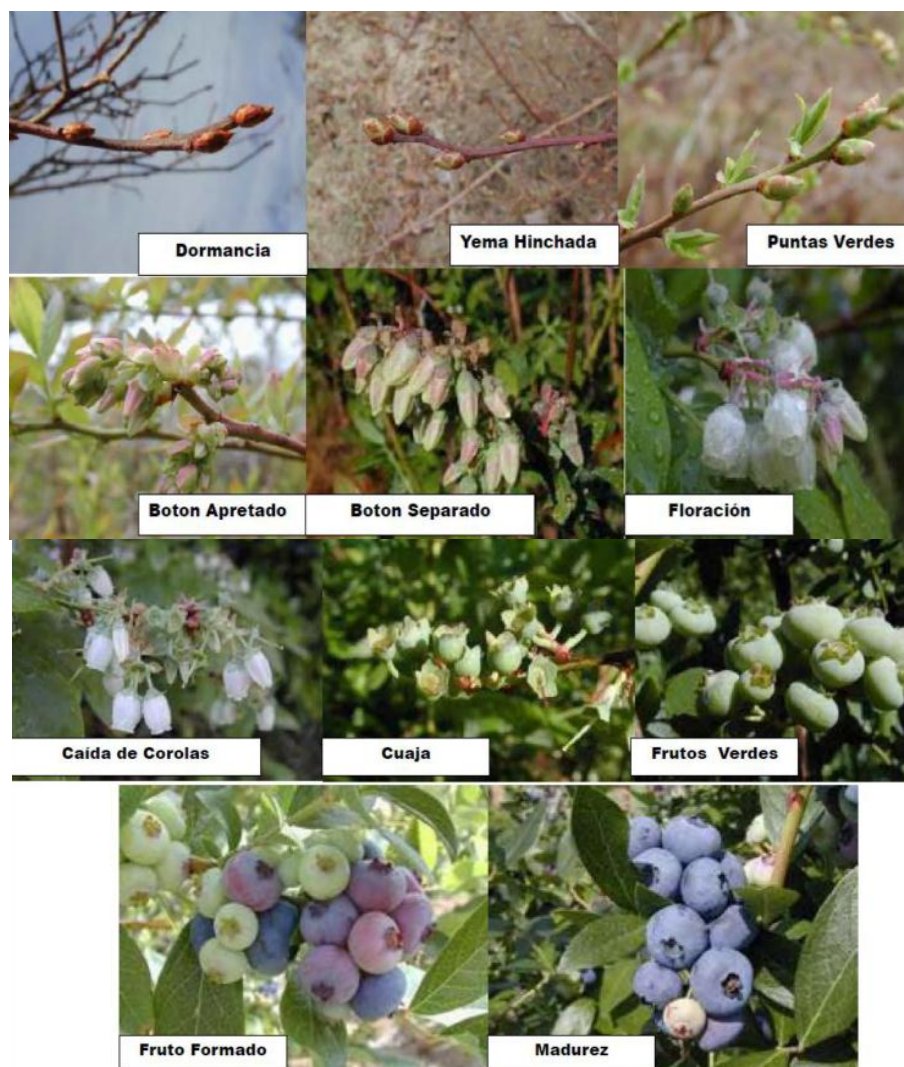 Dormancia
Yema Hinchada
Puntas Verdes
Boton Apretado
Boton Separado
Floración
Caída de Corolas
Cuaja
Frutos Verdes
Fruto Formado
Madurez